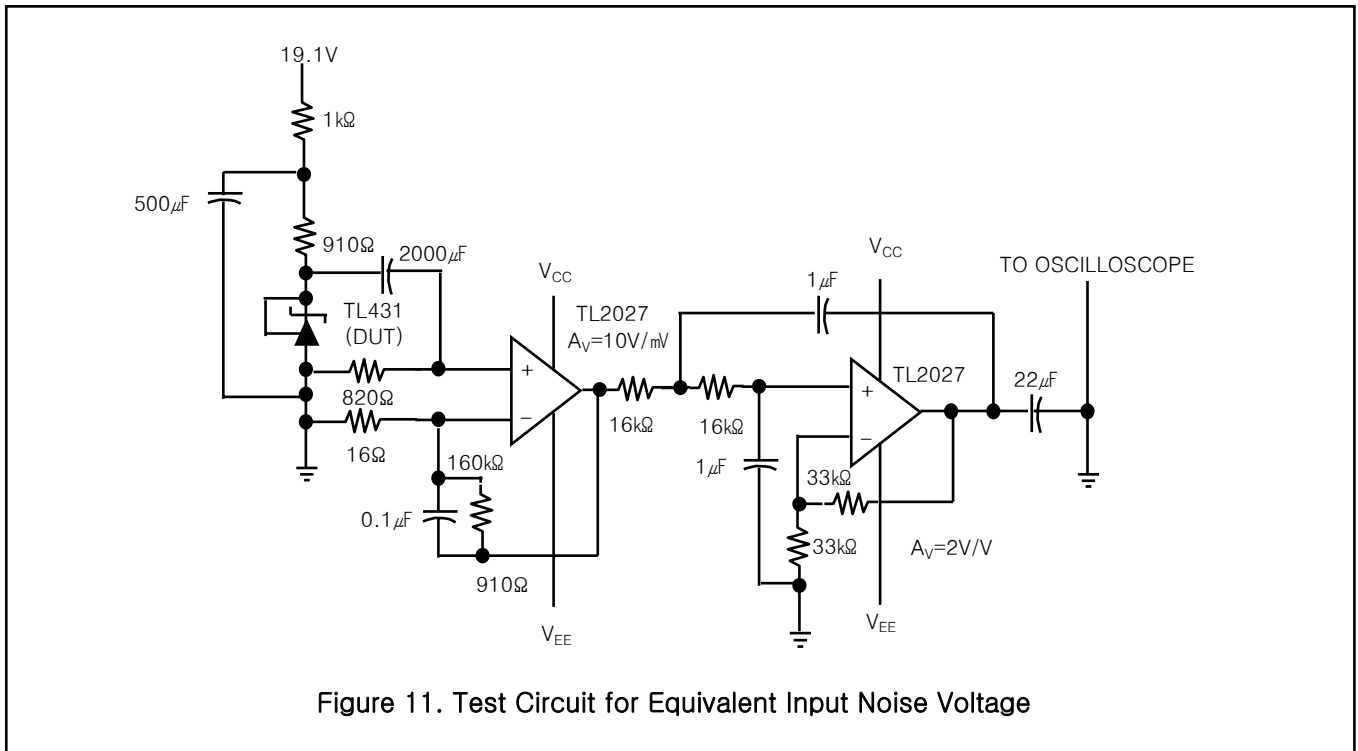 19.1V
1kΩ
500μF
910Ω
2000μF
TL431
(DUT)
820Ω
16Ω
160kΩ
0.1μF
910Ω
VCC
TL2027
AV=10V/㎷
+
−
VEE
16kΩ
16kΩ
1μF
1μF
VCC
TL2027
+
−
33kΩ
33kΩ
AV=2V/V
VEE
22μF
TO OSCILLOSCOPE
Figure 11. Test Circuit for Equivalent Input Noise Voltage